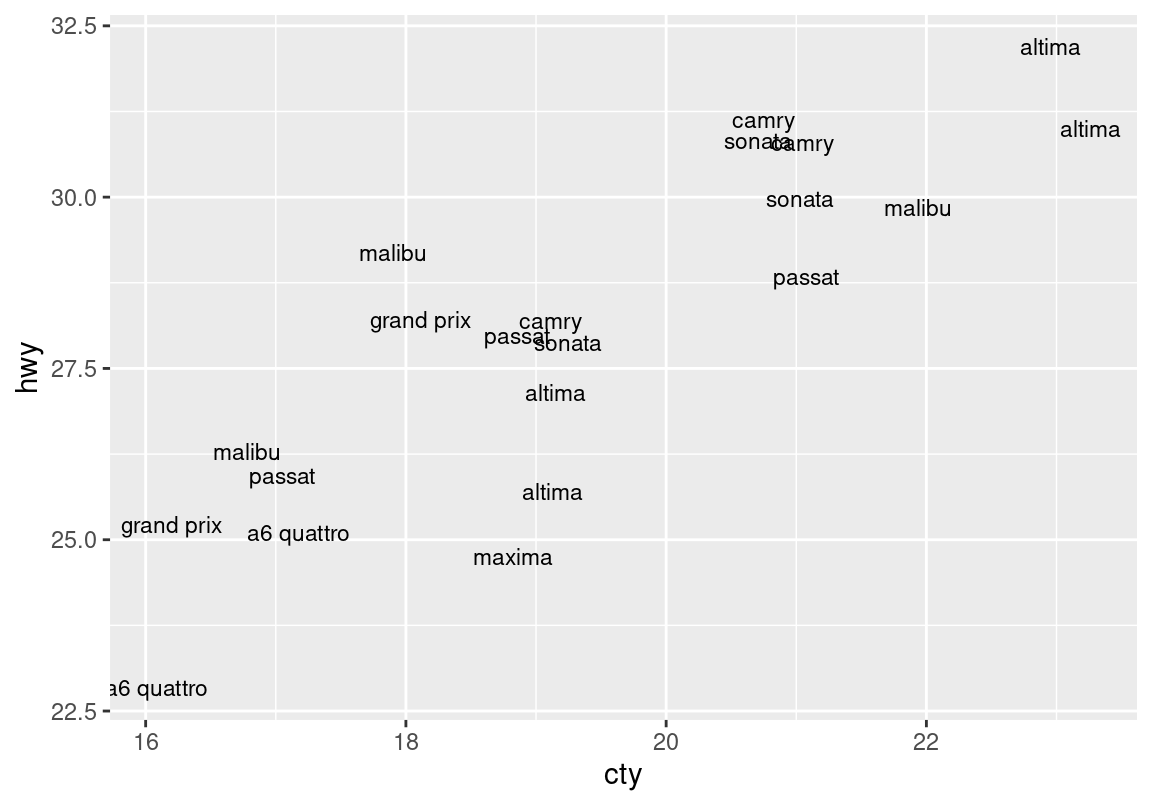 32.5
altima
camry
altima
sonata
camry
30.0
sonata
malibu
malibu
passat
grand prix
camry
passat
sonata
hwy
27.5
altima
malibu
passat
altima
grand prix
a6 quattro
25.0
maxima
a6 quattro
22.5
16
18
20
22
cty